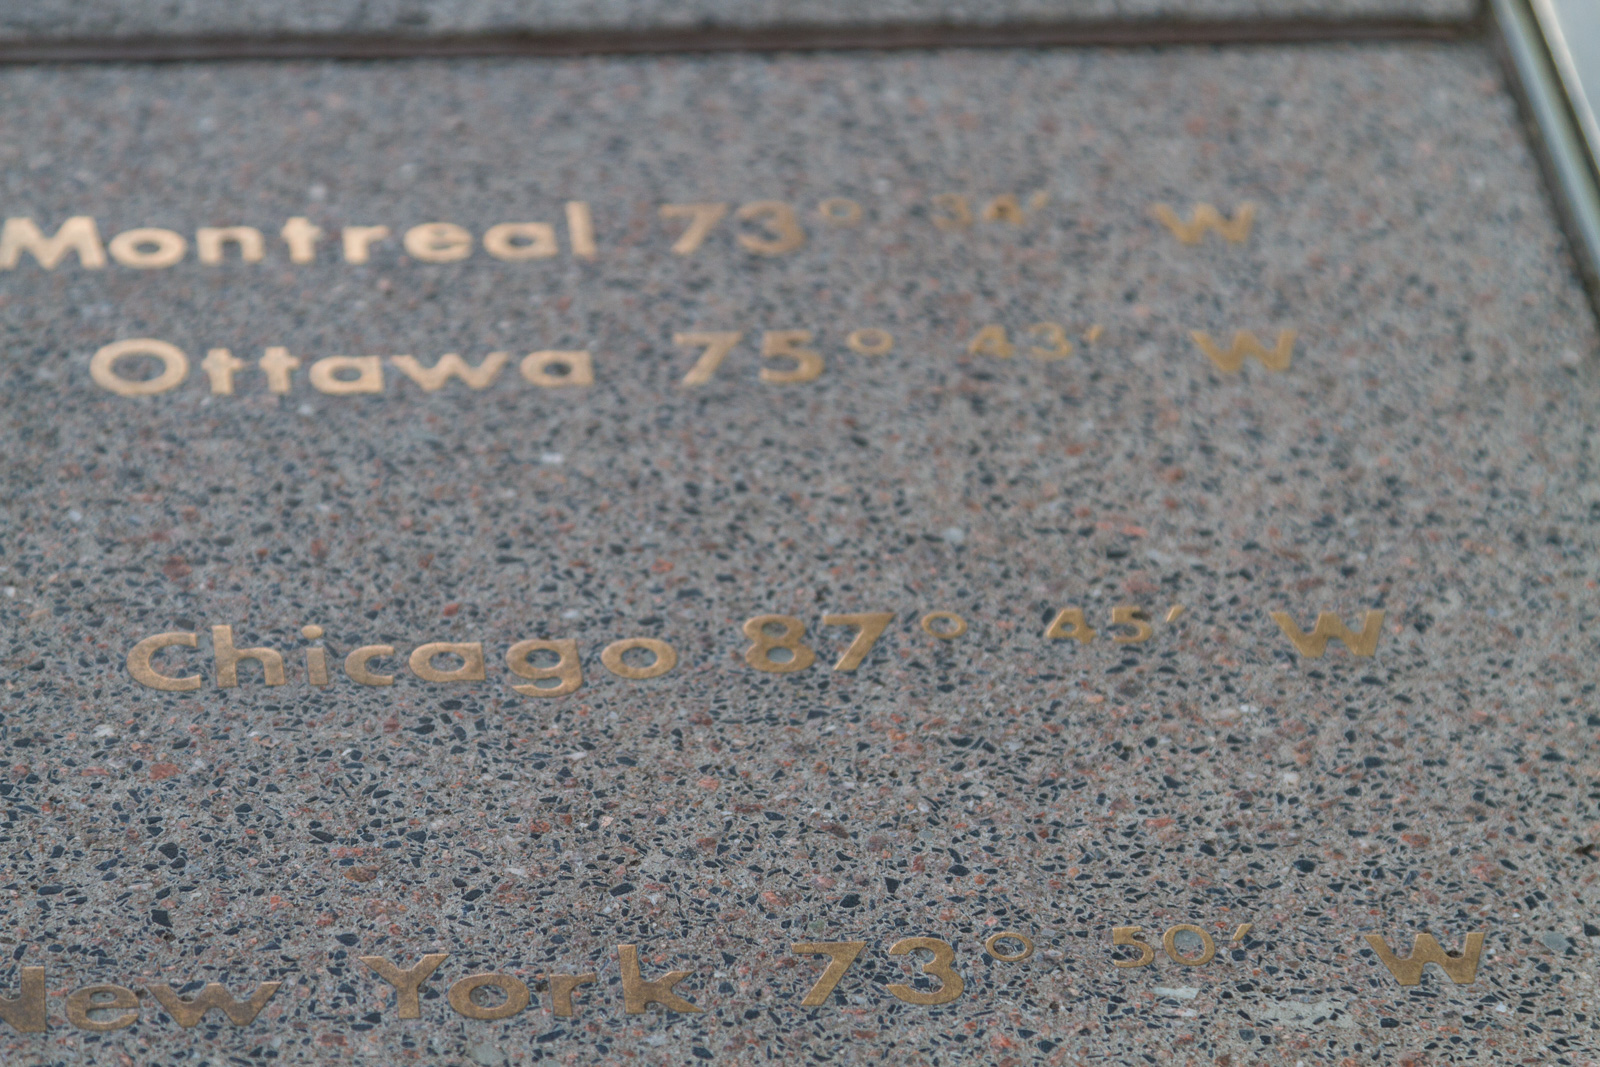 Montreal 73° 34′ W
Ottawa 75° 43′ W
Chicago 87° 45′ W
New York 73° 50′ W